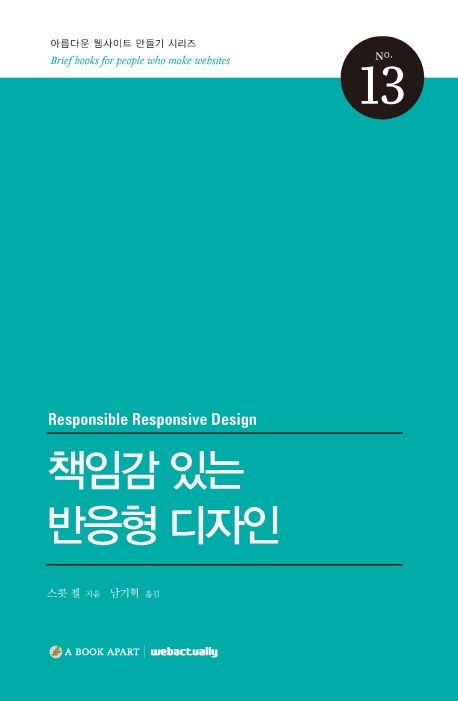 아름다운 웹사이트 만들기 시리즈
Brief books for people who make websites
No.
13
Responsible Responsive Design
책임감 있는
반응형 디자인
스콧 젤 지음 남기혁 옮김
A BOOK APART | webactually